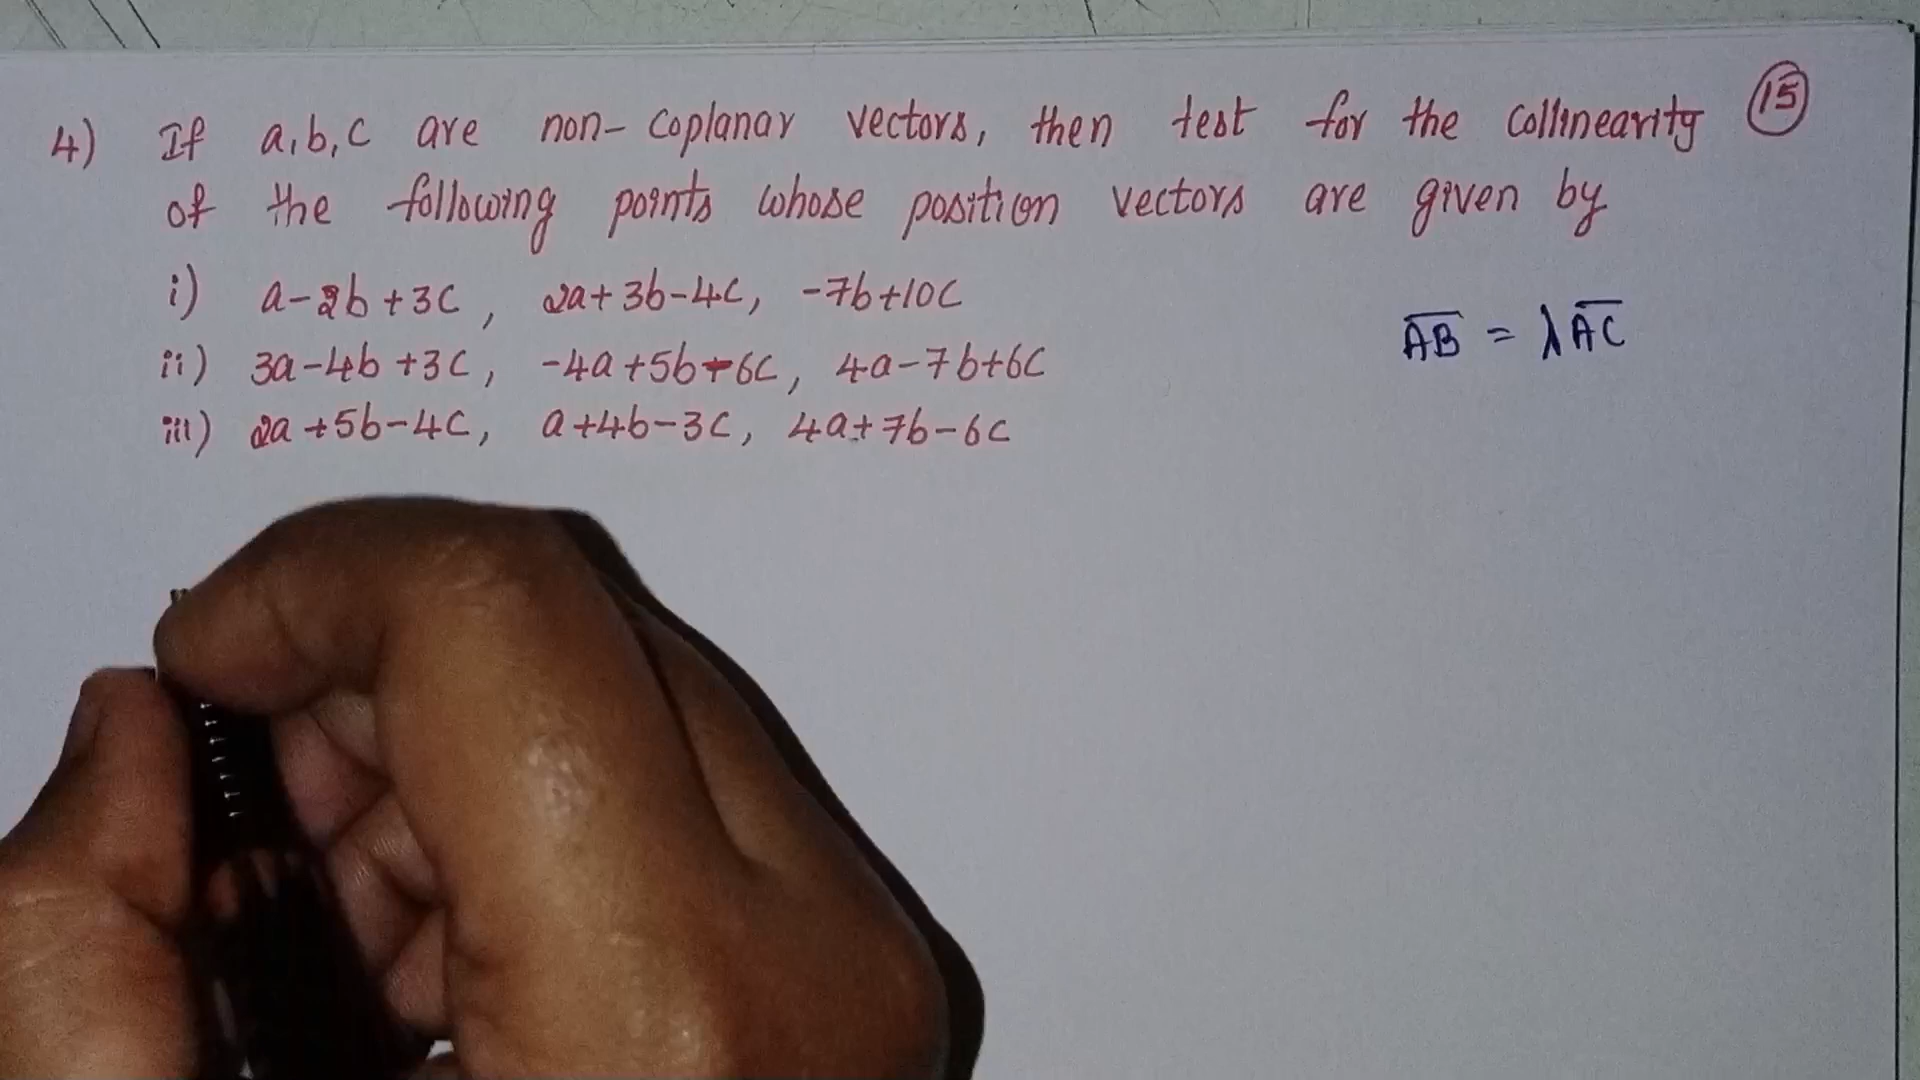 4) If a,b,c are non-coplanar vectors, then test for the collinearity 15
of the following points whose position vectors are given by
i) a-2b+3c, 2a+3b-4c, -7b+10c
AB = λAC
ii) 3a-4b+3c, -4a+5b-6c, 4a-7b+6c
iii) 2a+5b-4c, a+4b-3c, 4a+7b-6c